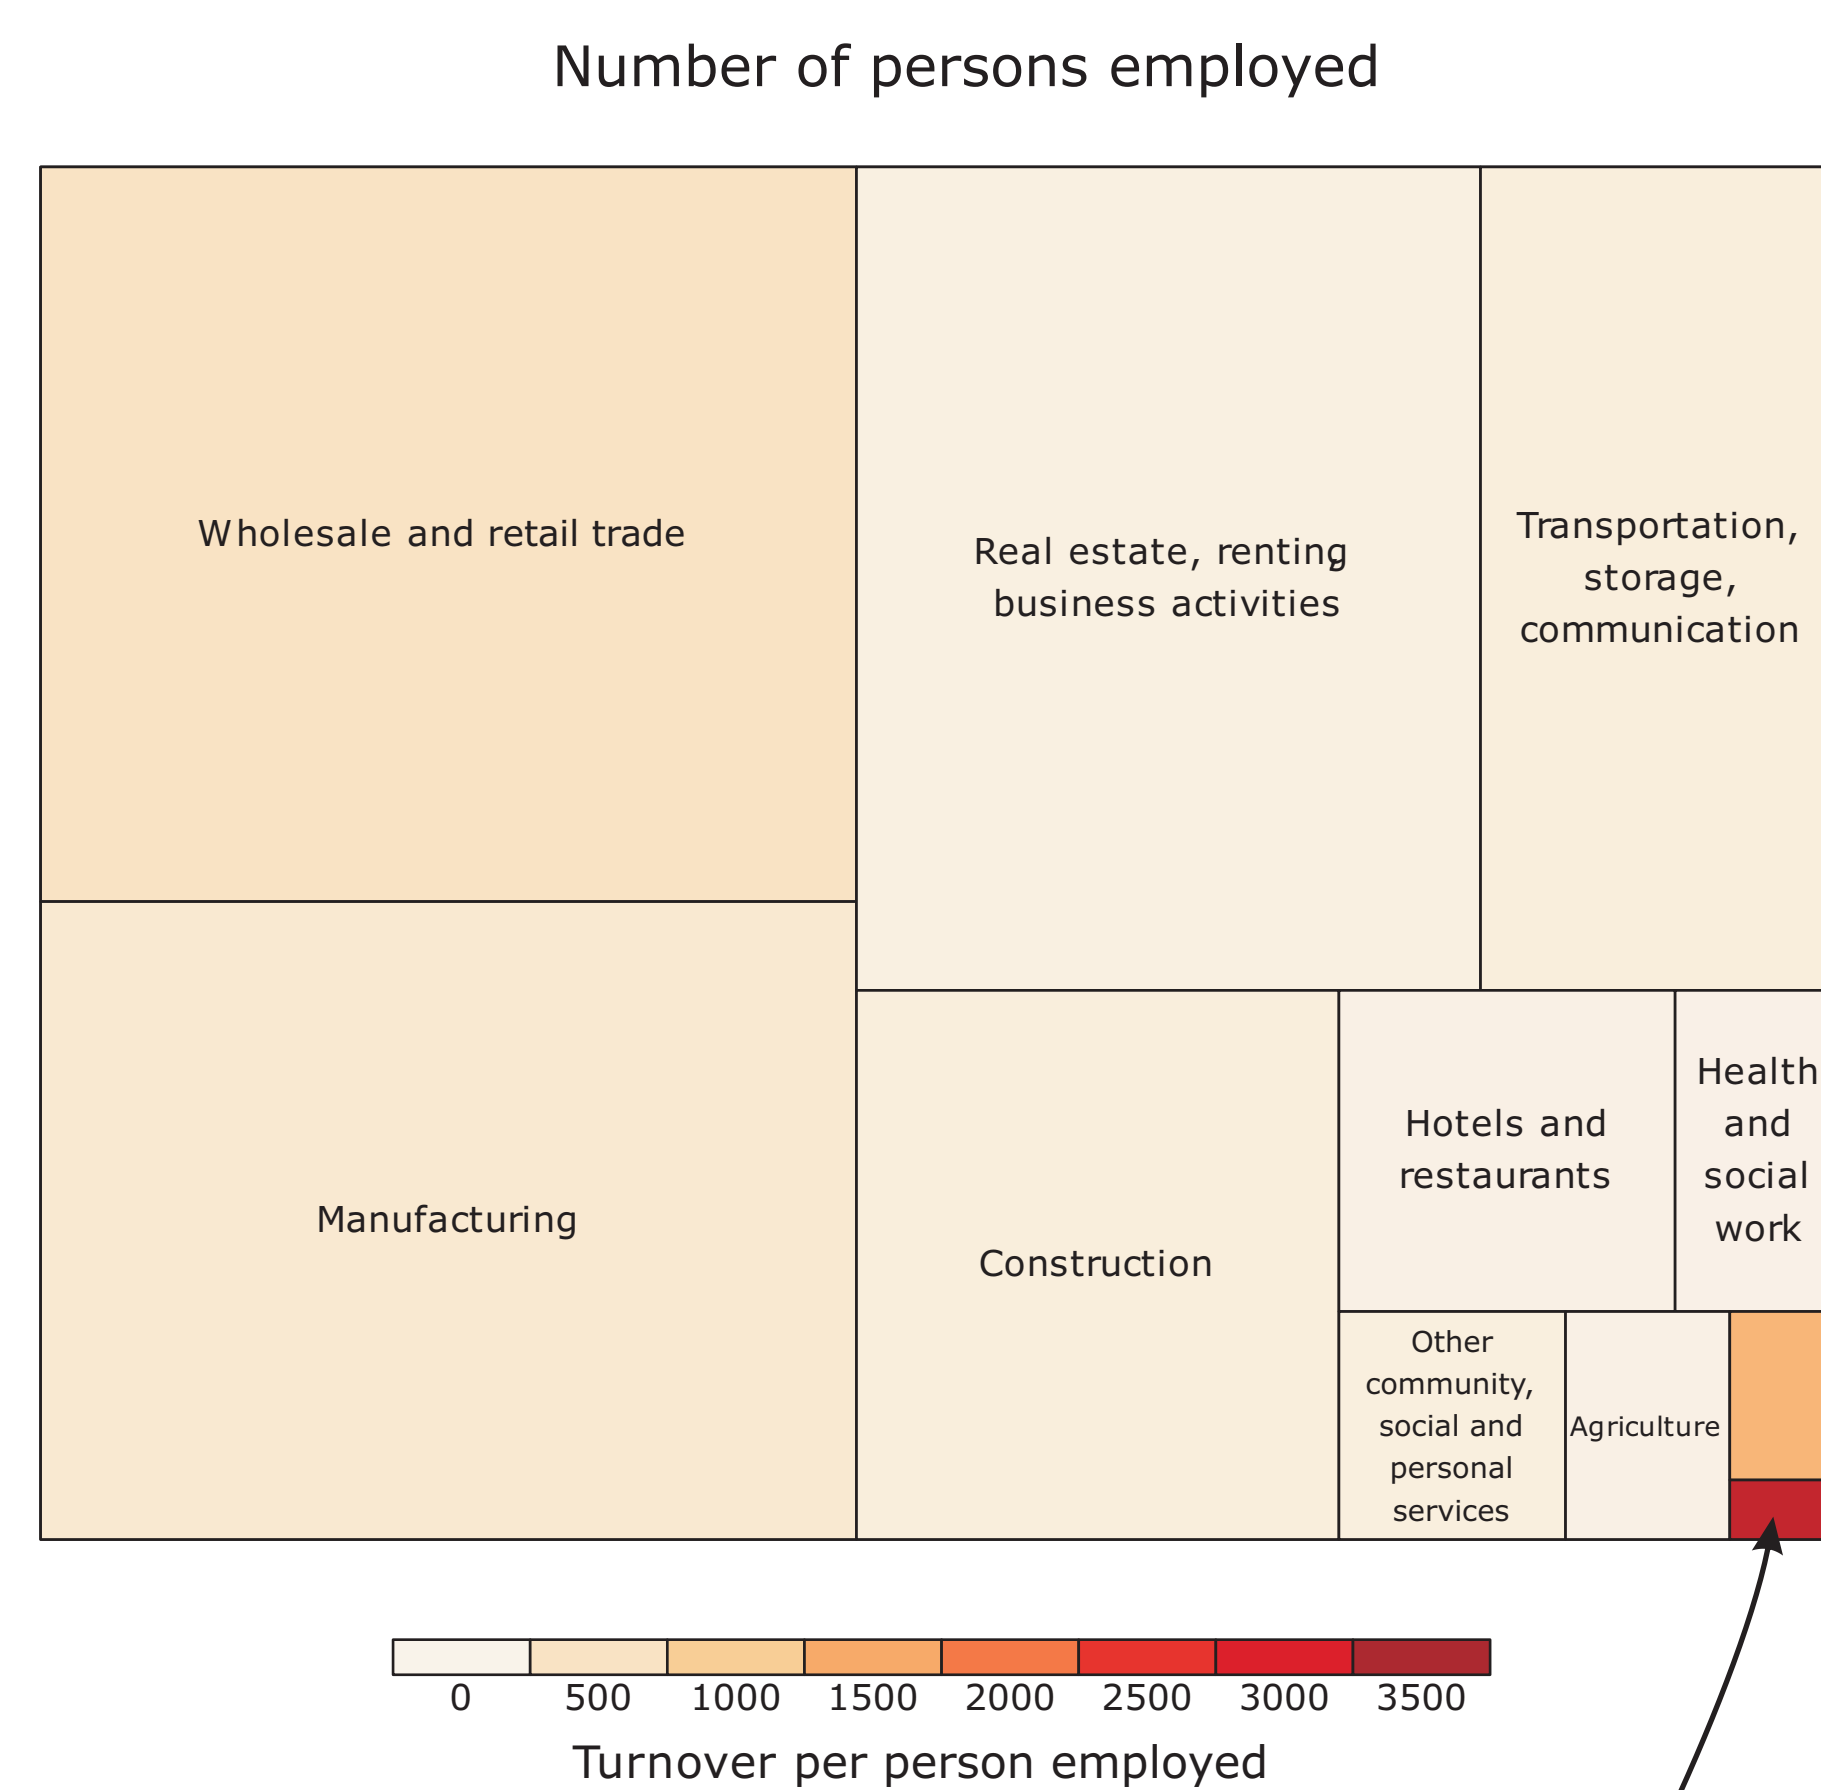 Number of persons employed
Wholesale and retail trade
Real estate, renting,
business activities
Transportation,
storage,
communication
Manufacturing
Construction
Hotels and
restaurants
Health
and
social
work
Other
community,
social and
personal
services
Agriculture
0 500 1000 1500 2000 2500 3000 3500
Turnover per person employed